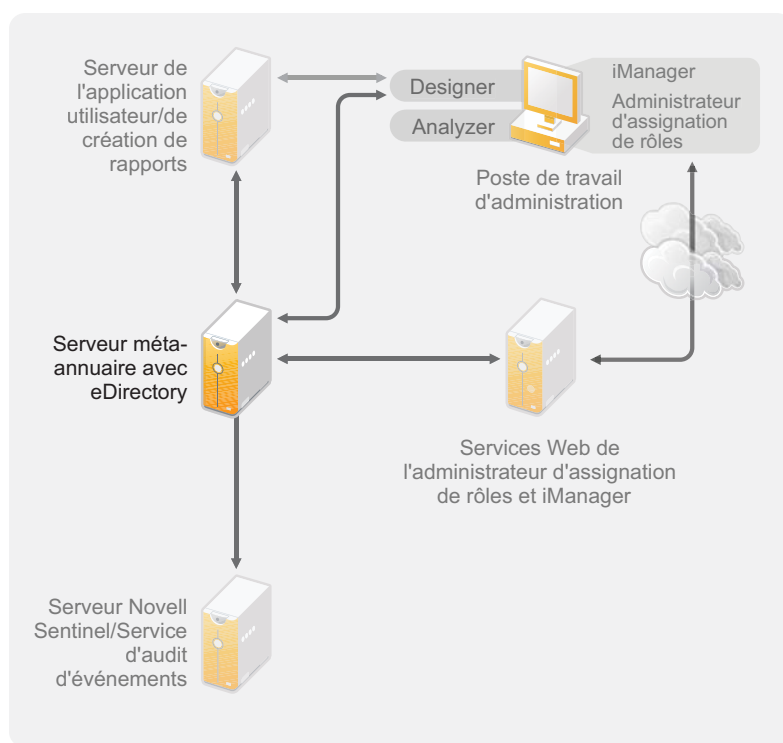 Serveur de
l'application
utilisateur/de
création de
rapports
Designer
Analyzer
iManager
Administrateur
d'assignation
de rôles
Poste de travail
d'administration
Serveur méta-
annuaire avec
eDirectory
Services Web de
l'administrateur d'assignation
de rôles et iManager
Serveur Novell
Sentinel/Service
d'audit
d'événements